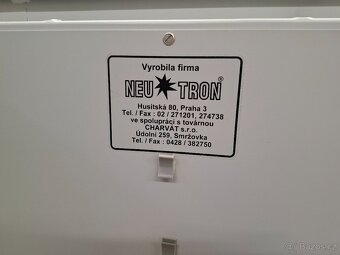 Vyrobila firma
NEU TRON®
Husitská 80, Praha 3
Tel. / Fax : 02 / 271201, 274738
ve spolupráci s továrnou
CHARVÁT s.r.o.
Údolní 259, Smržovka
Tel. / Fax : 0428 / 382750